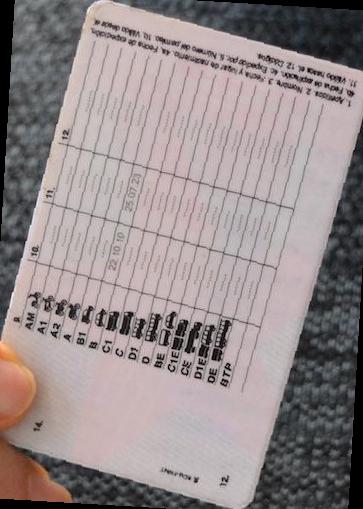 1. Apellidos. 2. Nombre. 3. Fecha y lugar de nacimiento. 4a. Fecha de expedición.
4b. Fecha de expiración. 4c. Expedido por. 5. Número del permiso. 10. Válido desde el.
11. Válido hasta el. 12. Códigos.
9. 10. 11. 12.
AM
A1
A2
A
B1
B 22.10.10 25.07.23
C1
C
D1
D
BE
C1E
CE
D1E
DE
BTP
14. 12.